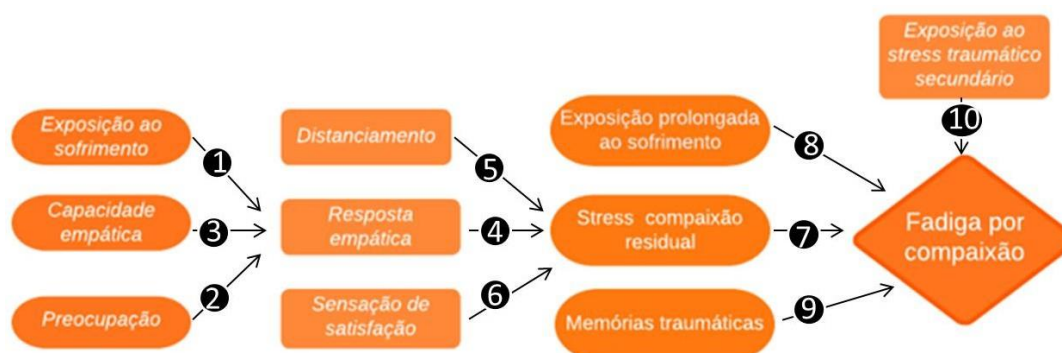 Exposição ao
sofrimento
Capacidade
empática
Preocupação
1
3
2
Distanciamento
Resposta
empática
Sensação de
satisfação
5
4
6
Exposição prolongada
ao sofrimento
Stress compaixão
residual
Memórias traumáticas
8
7
9
Exposição ao
stress traumático
secundário
10
Fadiga por
compaixão